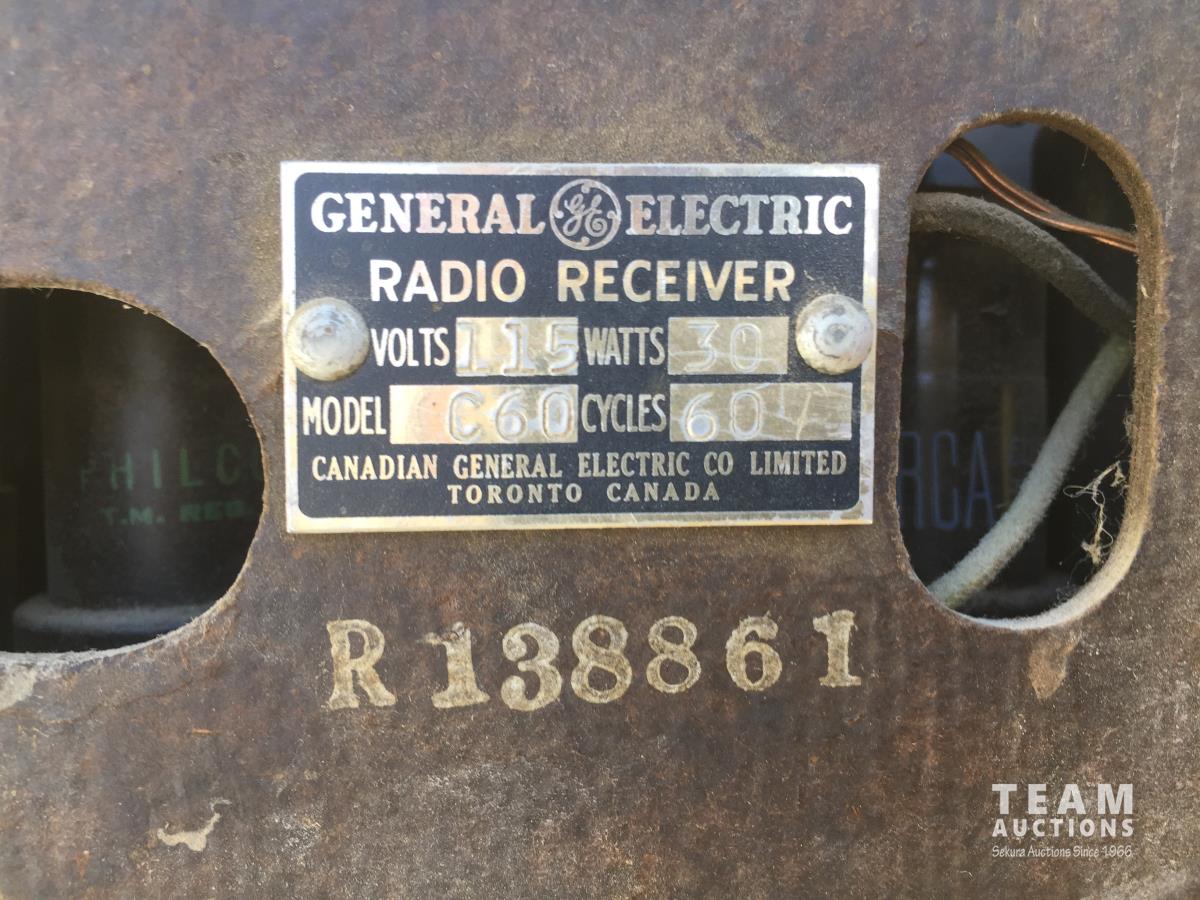 GENERAL GE ELECTRIC
RADIO RECEIVER
VOLTS 115 WATTS 30
MODEL C60 CYCLES 60
CANADIAN GENERAL ELECTRIC CO LIMITED
TORONTO CANADA
PHILCO
T.M. REG.
RCA
R138861
TEAM
AUCTIONS
Sekura Auctions Since 1966